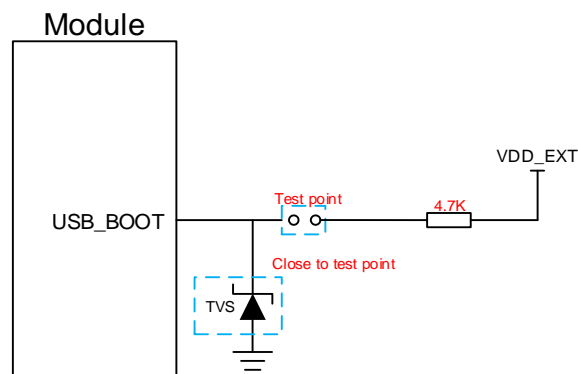 Module
VDD_EXT
Test point
4.7K
USB_BOOT
Close to test point
TVS